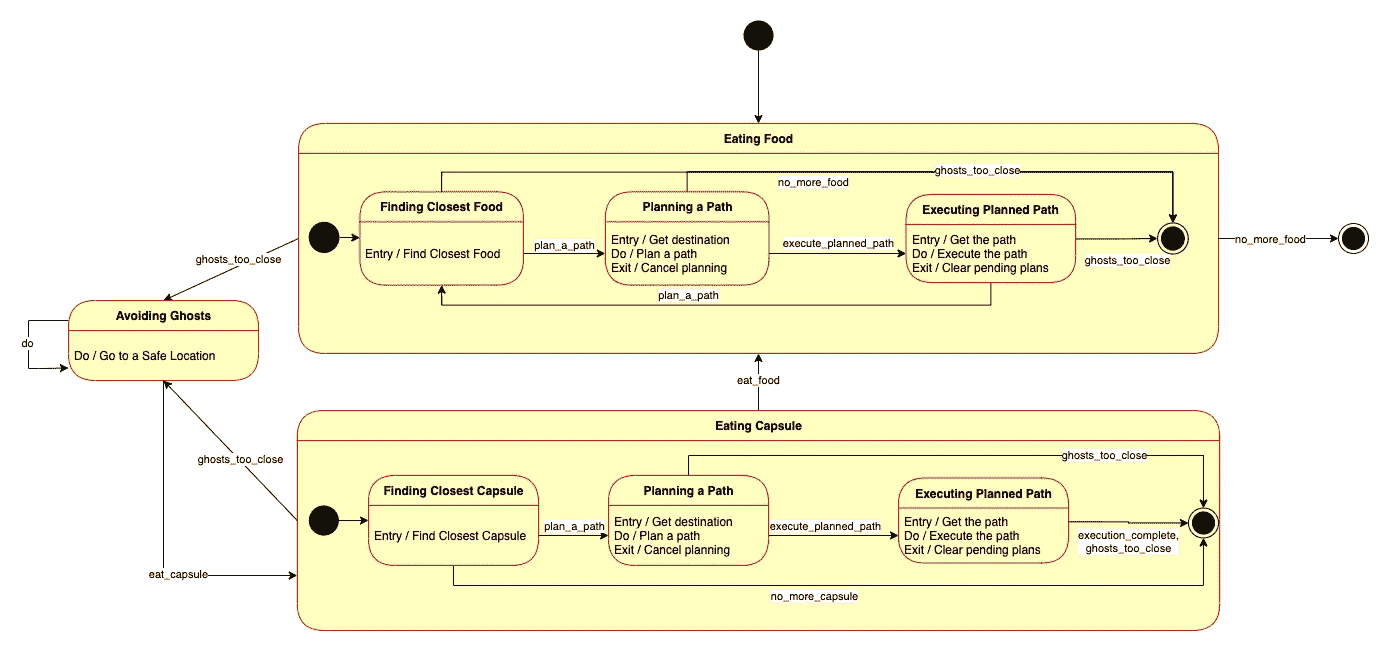 Eating Food
ghosts_too_close
no_more_food
Finding Closest Food
Entry / Find Closest Food
plan_a_path
Planning a Path
Entry / Get destination
Do / Plan a path
Exit / Cancel planning
execute_planned_path
Executing Planned Path
Entry / Get the path
Do / Execute the path
Exit / Clear pending plans
ghosts_too_close
plan_a_path
no_more_food
ghosts_too_close
Avoiding Ghosts
Do / Go to a Safe Location
do
eat_food
ghosts_too_close
eat_capsule
Eating Capsule
ghosts_too_close
Finding Closest Capsule
Entry / Find Closest Capsule
plan_a_path
Planning a Path
Entry / Get destination
Do / Plan a path
Exit / Cancel planning
execute_planned_path
Executing Planned Path
Entry / Get the path
Do / Execute the path
Exit / Clear pending plans
execution_complete,
ghosts_too_close
no_more_capsule